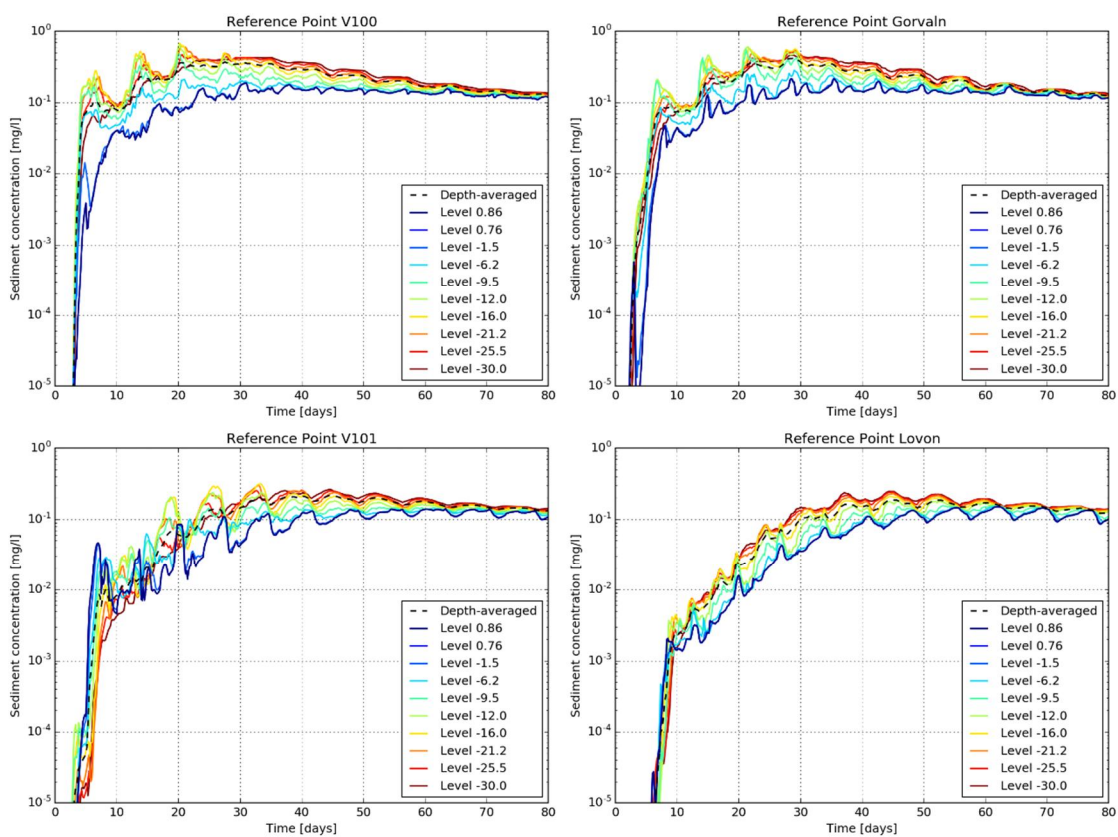 Reference Point V100
10⁰
10⁻¹
10⁻²
10⁻³
10⁻⁴
10⁻⁵
Sediment concentration [mg/l]
Depth-averaged
Level 0.86
Level 0.76
Level -1.5
Level -6.2
Level -9.5
Level -12.0
Level -16.0
Level -21.2
Level -25.5
Level -30.0
0 10 20 30 40 50 60 70 80
Time [days]
Reference Point Gorvaln
10⁰
10⁻¹
10⁻²
10⁻³
10⁻⁴
10⁻⁵
Sediment concentration [mg/l]
Depth-averaged
Level 0.86
Level 0.76
Level -1.5
Level -6.2
Level -9.5
Level -12.0
Level -16.0
Level -21.2
Level -25.5
Level -30.0
0 10 20 30 40 50 60 70 80
Time [days]
Reference Point V101
10⁰
10⁻¹
10⁻²
10⁻³
10⁻⁴
10⁻⁵
Sediment concentration [mg/l]
Depth-averaged
Level 0.86
Level 0.76
Level -1.5
Level -6.2
Level -9.5
Level -12.0
Level -16.0
Level -21.2
Level -25.5
Level -30.0
0 10 20 30 40 50 60 70 80
Time [days]
Reference Point Lovon
10⁰
10⁻¹
10⁻²
10⁻³
10⁻⁴
10⁻⁵
Sediment concentration [mg/l]
Depth-averaged
Level 0.86
Level 0.76
Level -1.5
Level -6.2
Level -9.5
Level -12.0
Level -16.0
Level -21.2
Level -25.5
Level -30.0
0 10 20 30 40 50 60 70 80
Time [days]